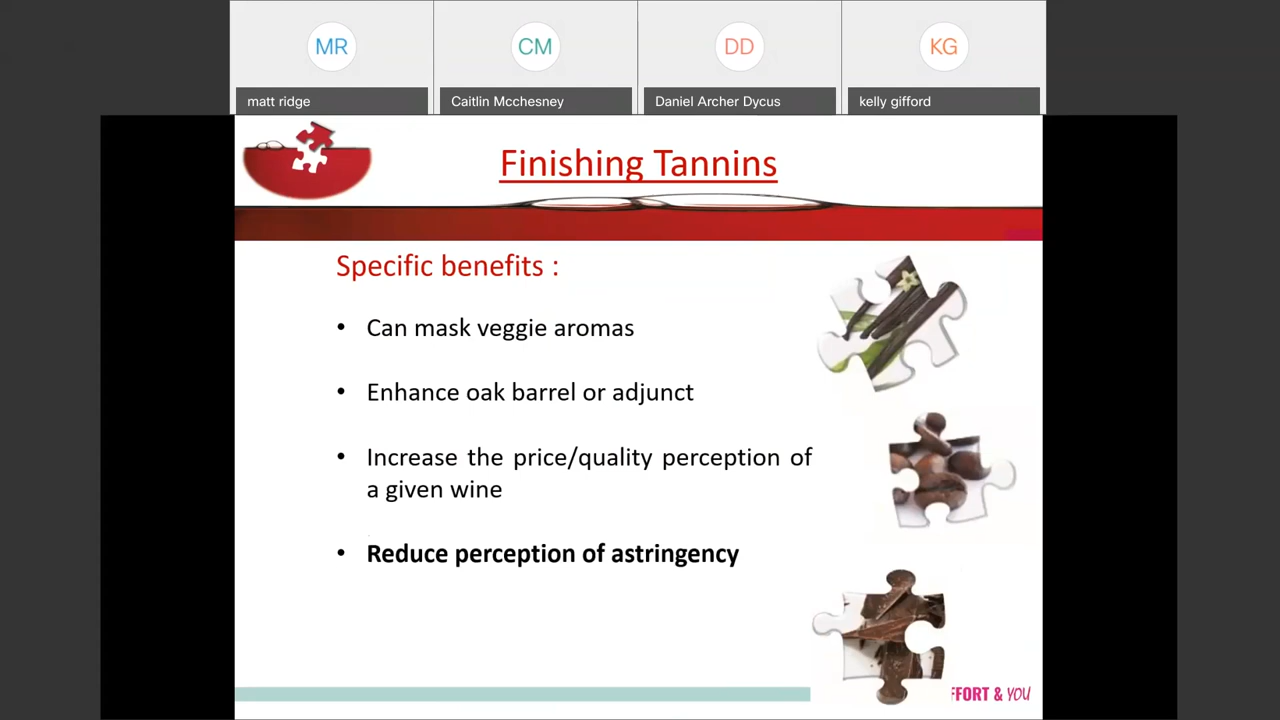 MR
CM
DD
KG
matt ridge
Caitlin Mcchesney
Daniel Archer Dycus
kelly gifford
Finishing Tannins
Specific benefits :
• Can mask veggie aromas
• Enhance oak barrel or adjunct
• Increase the price/quality perception of
a given wine
• Reduce perception of astringency
FFORT & YOU